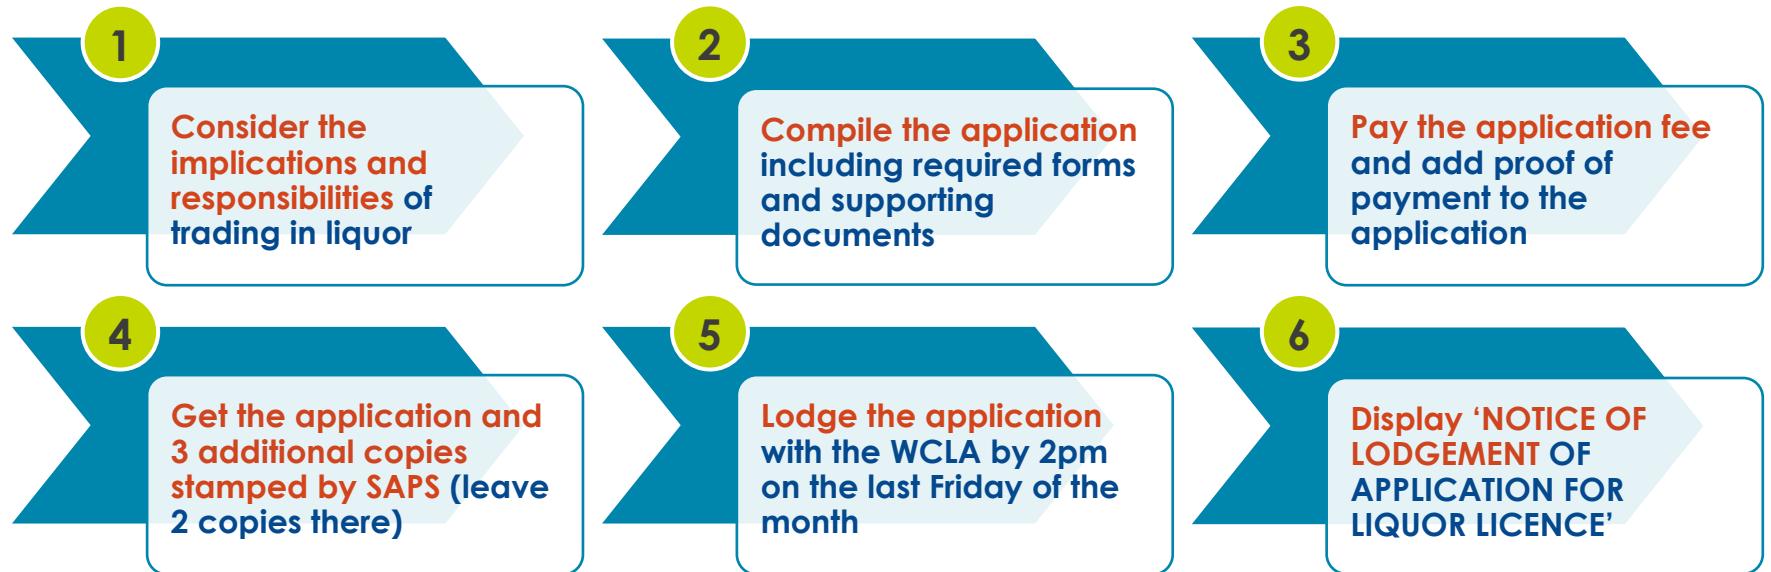 1
Consider the
implications and
responsibilities of
trading in liquor
2
Compile the application
including required forms
and supporting
documents
3
Pay the application fee
and add proof of
payment to the
application
4
Get the application and
3 additional copies
stamped by SAPS (leave
2 copies there)
5
Lodge the application
with the WCLA by 2pm
on the last Friday of the
month
6
Display ‘NOTICE OF
LODGEMENT OF
APPLICATION FOR
LIQUOR LICENCE’